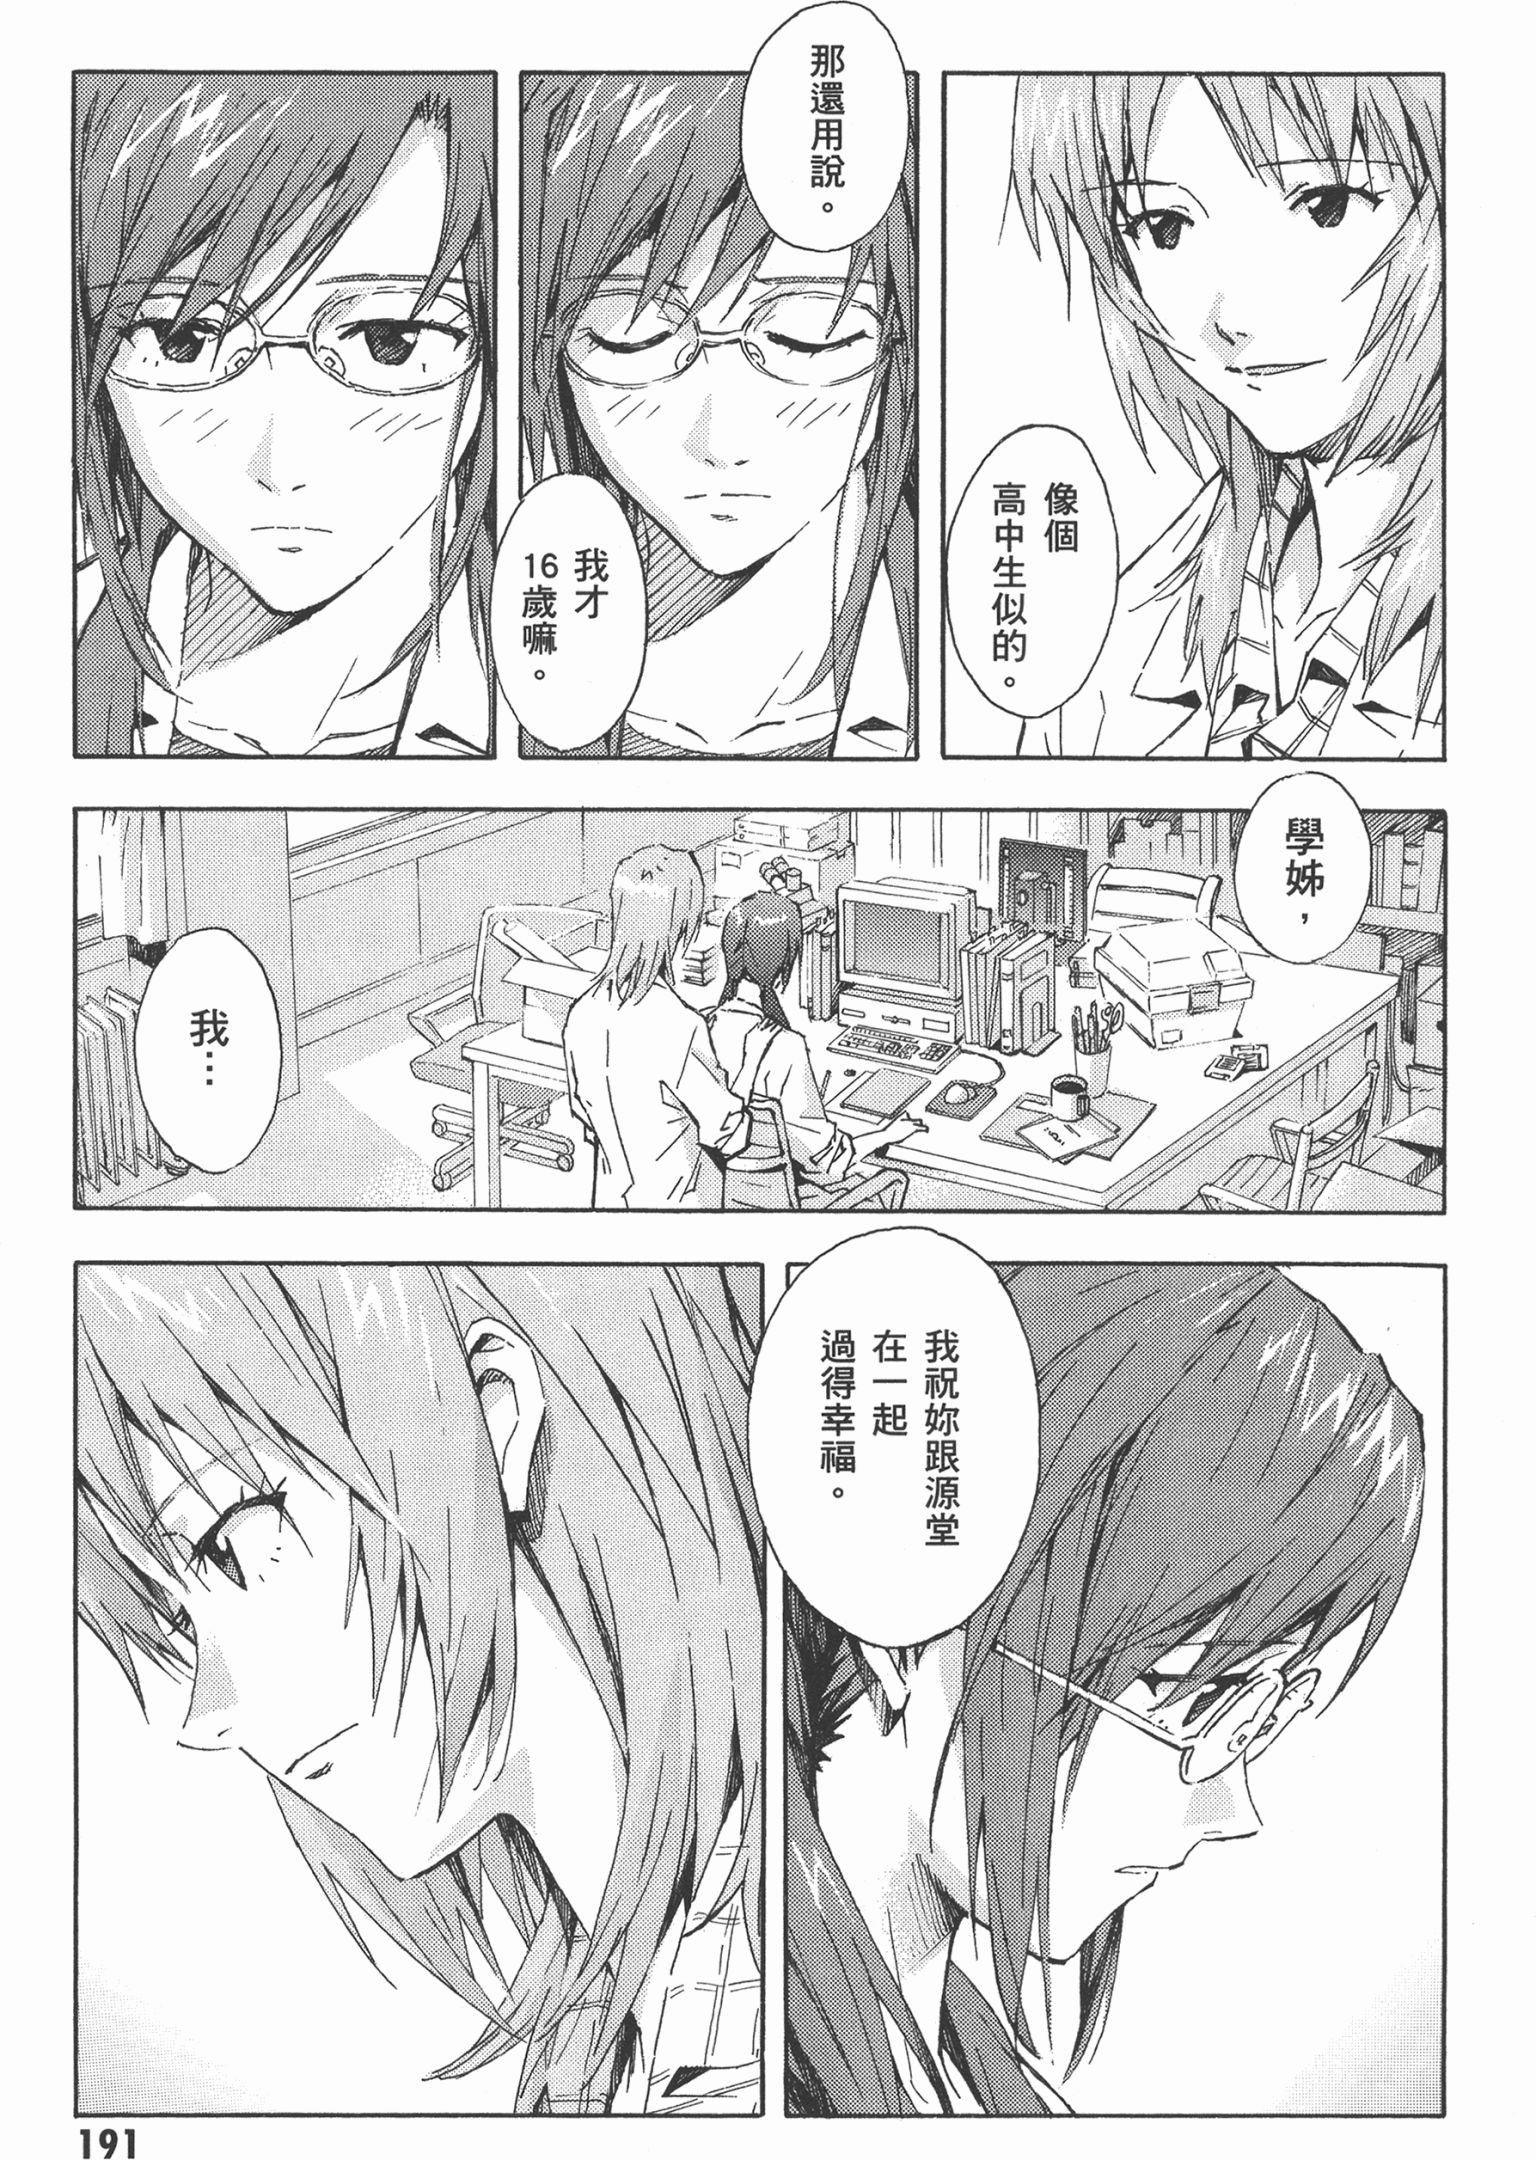 像個
高中生似的。
那還用說。
我才
16歲嘛。
學姊，
我…
我祝妳跟源堂
在一起
過得幸福。
191